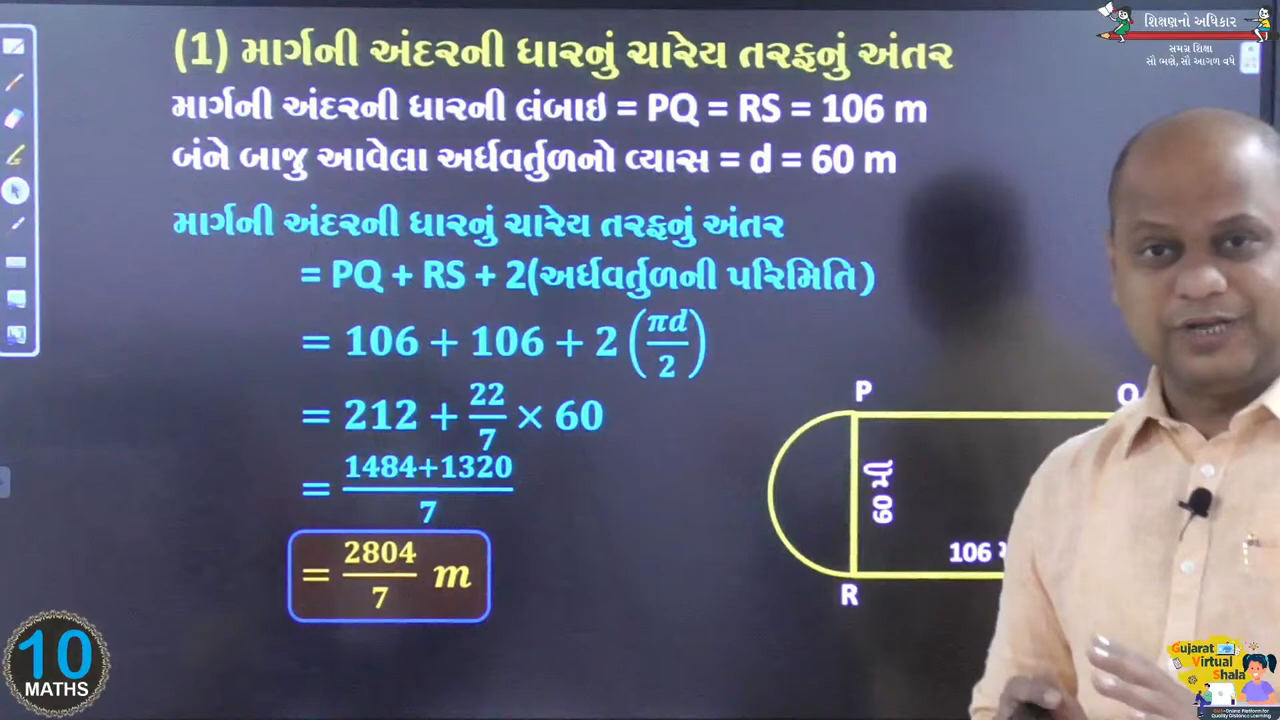 (1) માર્ગની અંદરની ધારનું ચારેય તરફનું અંતર
માર્ગની અંદરની ધારની લંબાઇ = PQ = RS = 106 m
બંને બાજુ આવેલા અર્ધવર્તુળનો વ્યાસ = d = 60 m
માર્ગની અંદરની ધારનું ચારેય તરફનું અંતર
= PQ + RS + 2(અર્ધવર્તુળની પરિમિતિ)
= 106 + 106 + 2 (πd/2)
= 212 + 22/7 × 60
= 1484+1320/7
= 2804/7 m
P
Q
60 મી
106
R
શિક્ષણનો અધિકાર
સમગ્ર શિક્ષા
સૌ ભણે, સૌ આગળ વધે
10
MATHS
Gujarat
Virtual
Shala